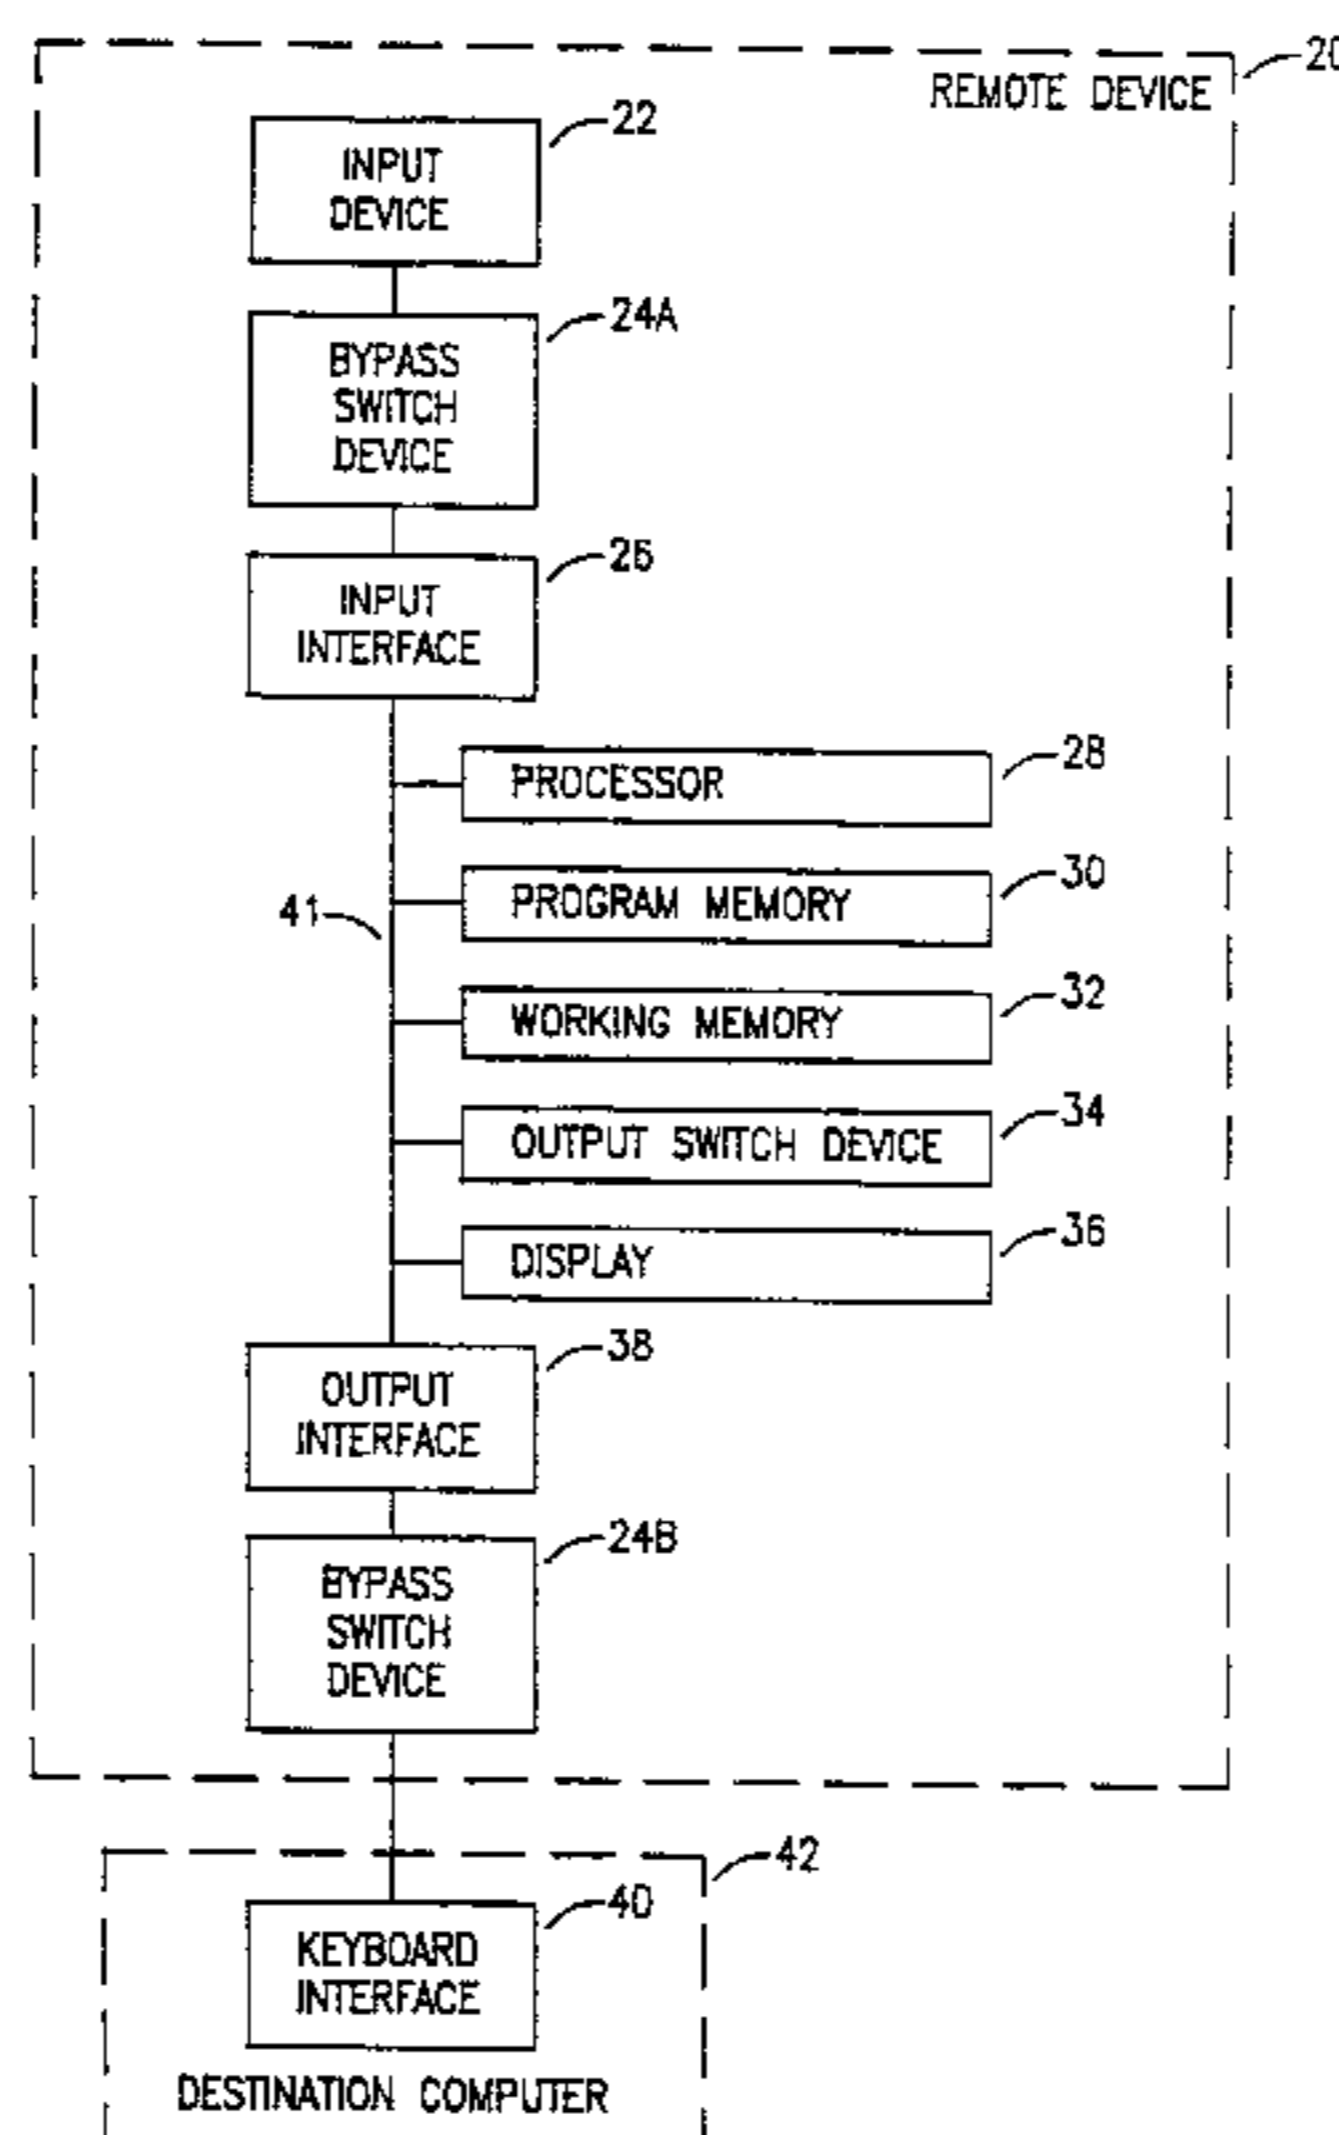 20
REMOTE DEVICE
22
INPUT
DEVICE
24A
BYPASS
SWITCH
DEVICE
26
INPUT
INTERFACE
28
PROCESSOR
30
PROGRAM MEMORY
41
32
WORKING MEMORY
34
OUTPUT SWITCH DEVICE
36
DISPLAY
38
OUTPUT
INTERFACE
24B
BYPASS
SWITCH
DEVICE
42
40
KEYBOARD
INTERFACE
DESTINATION COMPUTER